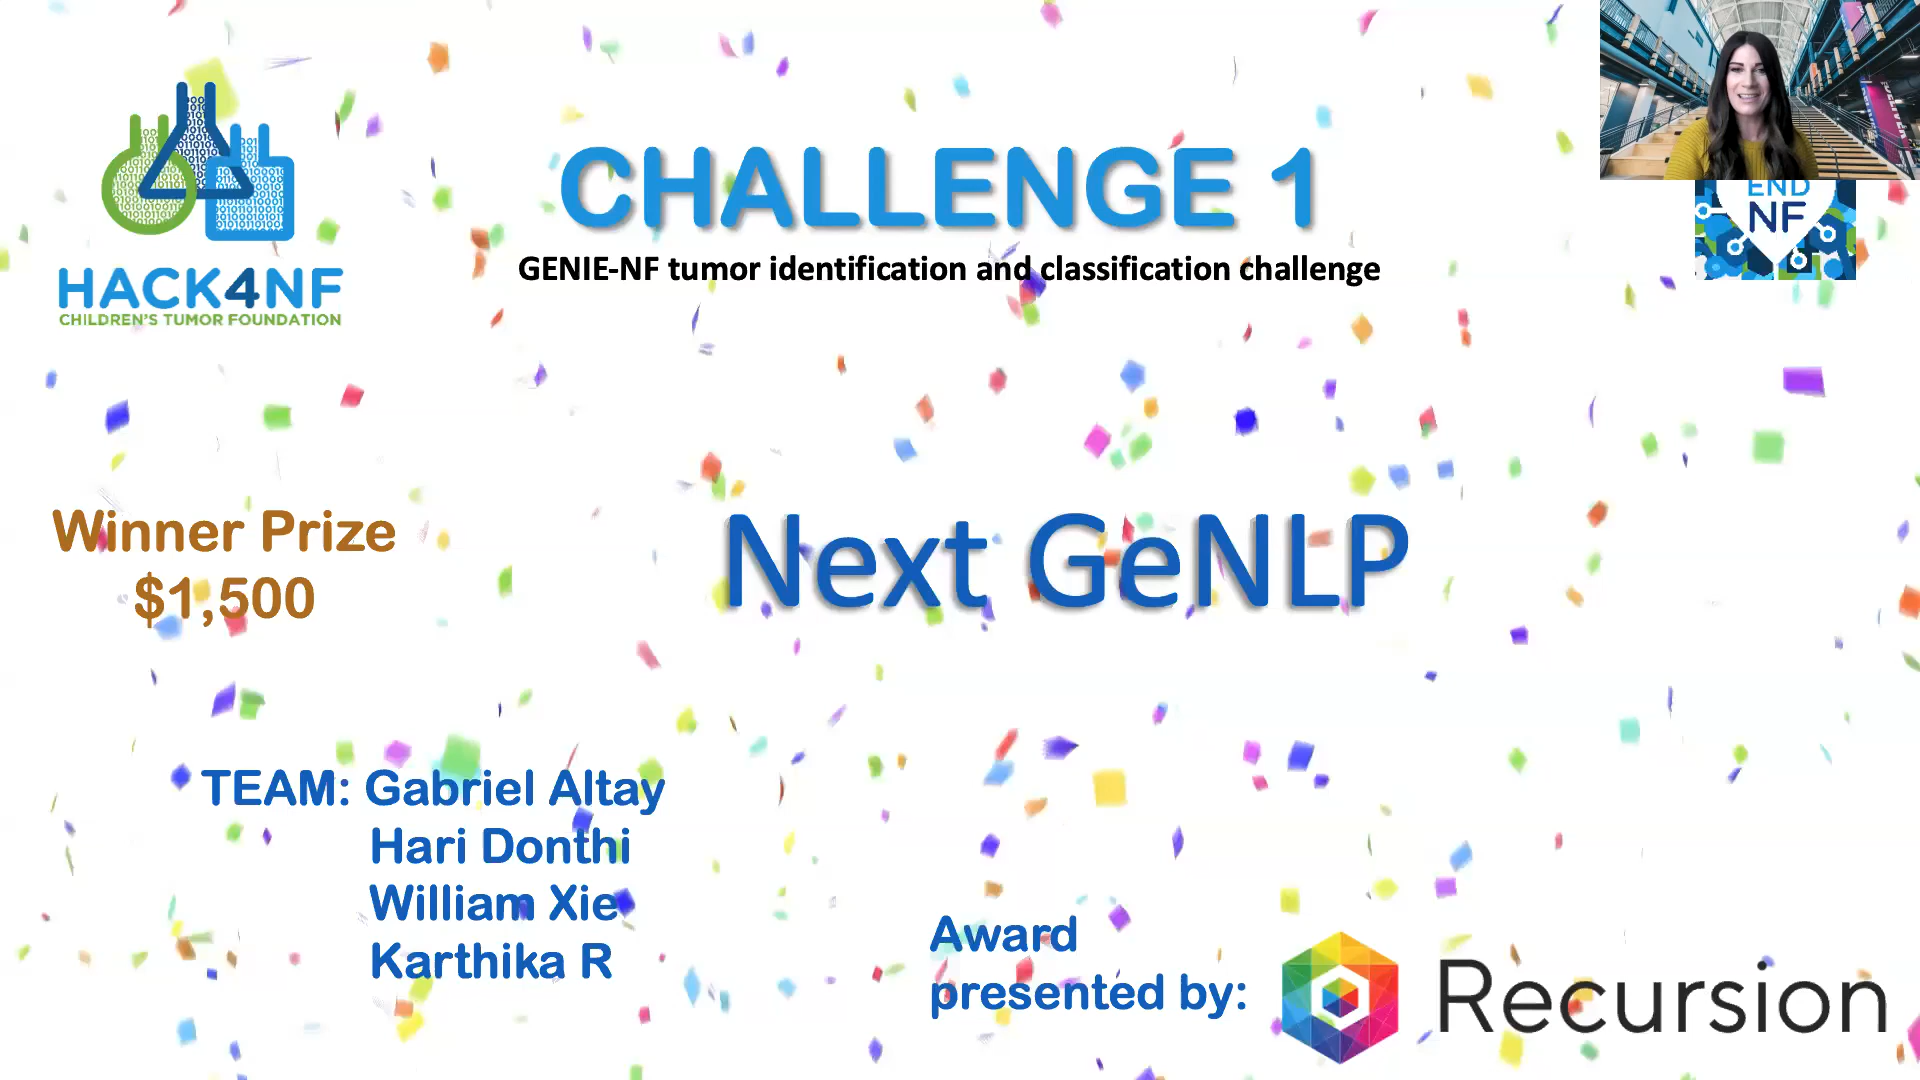 HACK4NF
CHILDREN'S TUMOR FOUNDATION
CHALLENGE 1
GENIE-NF tumor identification and classification challenge
END
NF
Winner Prize
$1,500
Next GeNLP
TEAM: Gabriel Altay
Hari Donthi
William Xie
Karthika R
Award
presented by:
Recursion